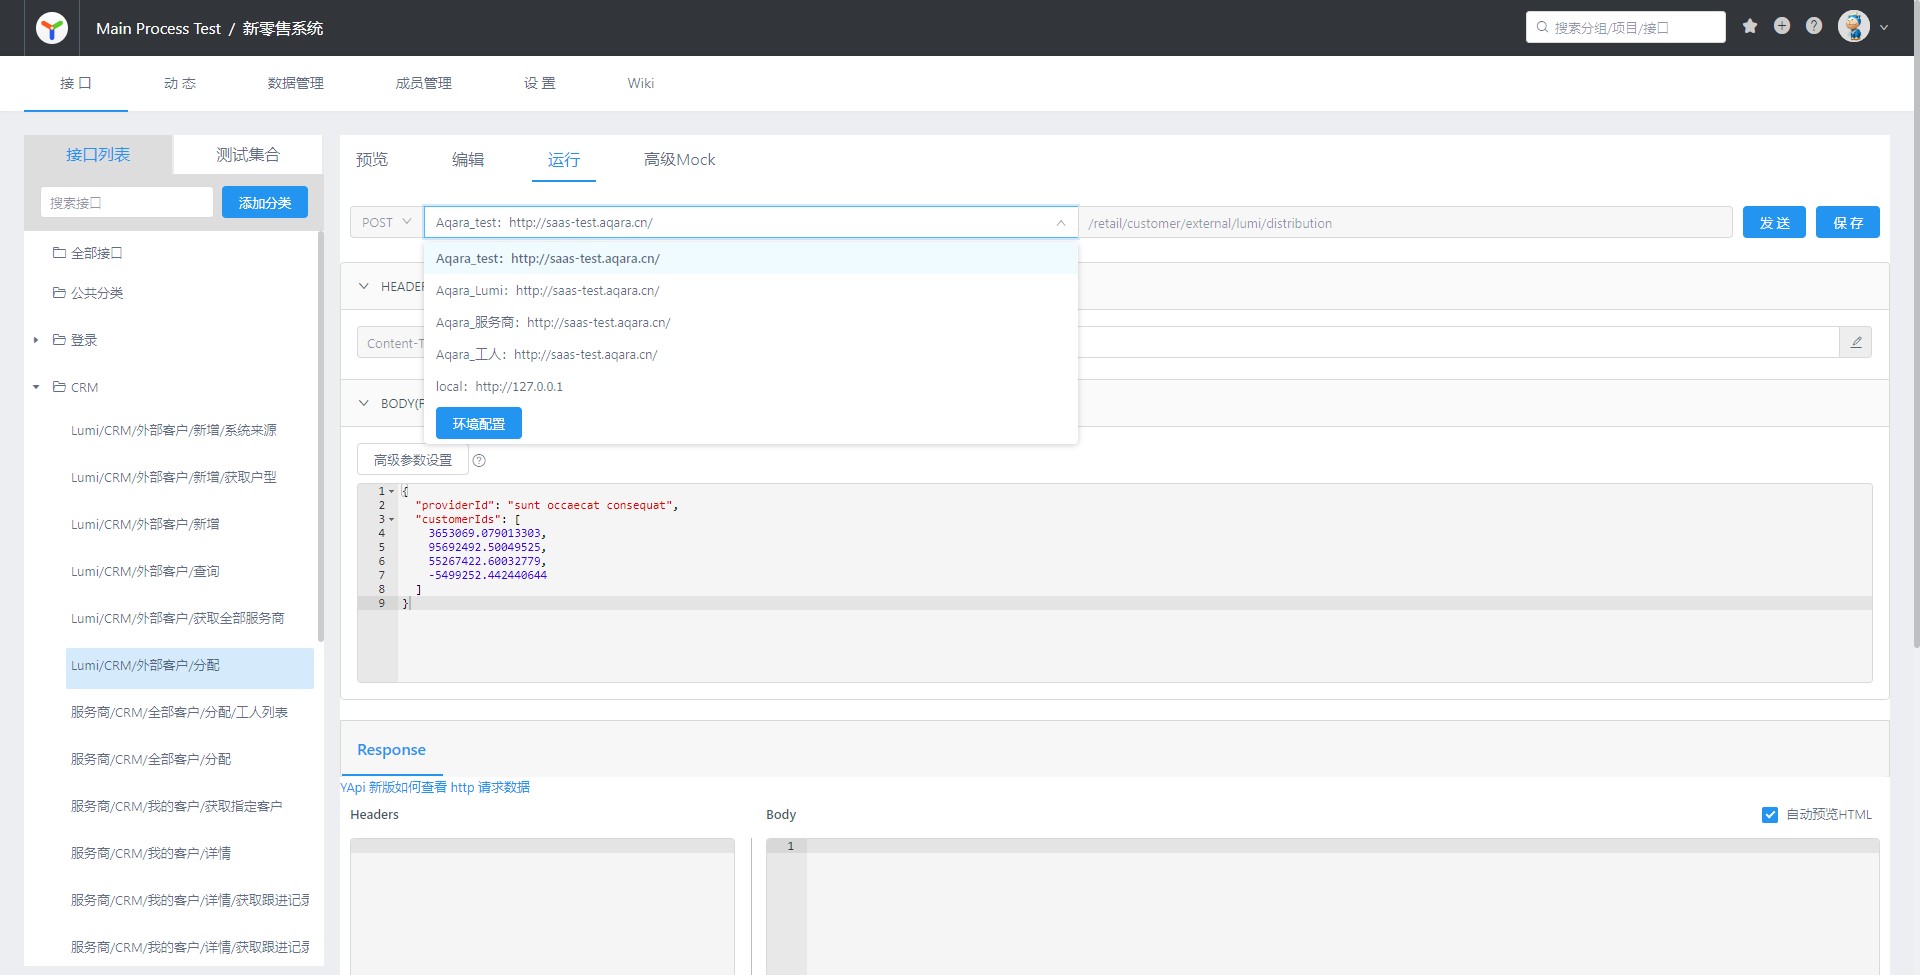 Main Process Test / 新零售系统
搜索分组/项目/接口
接 口
动 态
数据管理
成员管理
设 置
Wiki
接口列表
测试集合
搜索接口
添加分类
全部接口
公共分类
登录
CRM
Lumi/CRM/外部客户/新增/系统来源
Lumi/CRM/外部客户/新增/获取户型
Lumi/CRM/外部客户/新增
Lumi/CRM/外部客户/查询
Lumi/CRM/外部客户/获取全部服务商
Lumi/CRM/外部客户/分配
服务商/CRM/全部客户/分配/工人列表
服务商/CRM/全部客户/分配
服务商/CRM/我的客户/获取指定客户
服务商/CRM/我的客户/详情
服务商/CRM/我的客户/详情/获取跟进记录
服务商/CRM/我的客户/详情/获取跟进记录
预览
编辑
运行
高级Mock
POST
Aqara_test：http://saas-test.aqara.cn/
/retail/customer/external/lumi/distribution
发 送
保 存
Aqara_test：http://saas-test.aqara.cn/
Aqara_Lumi：http://saas-test.aqara.cn/
Aqara_服务商：http://saas-test.aqara.cn/
Aqara_工人：http://saas-test.aqara.cn/
local：http://127.0.0.1
环境配置
HEADER
Content-T
BODY(F
高级参数设置
1 {
2 "providerId": "sunt occaecat consequat",
3 "customerIds": [
4 3653069.079013303,
5 95692492.50049525,
6 55267422.60032779,
7 -5499252.442440644
8 ]
9 }
Response
YApi 新版如何查看 http 请求数据
Headers
Body
自动预览HTML
1